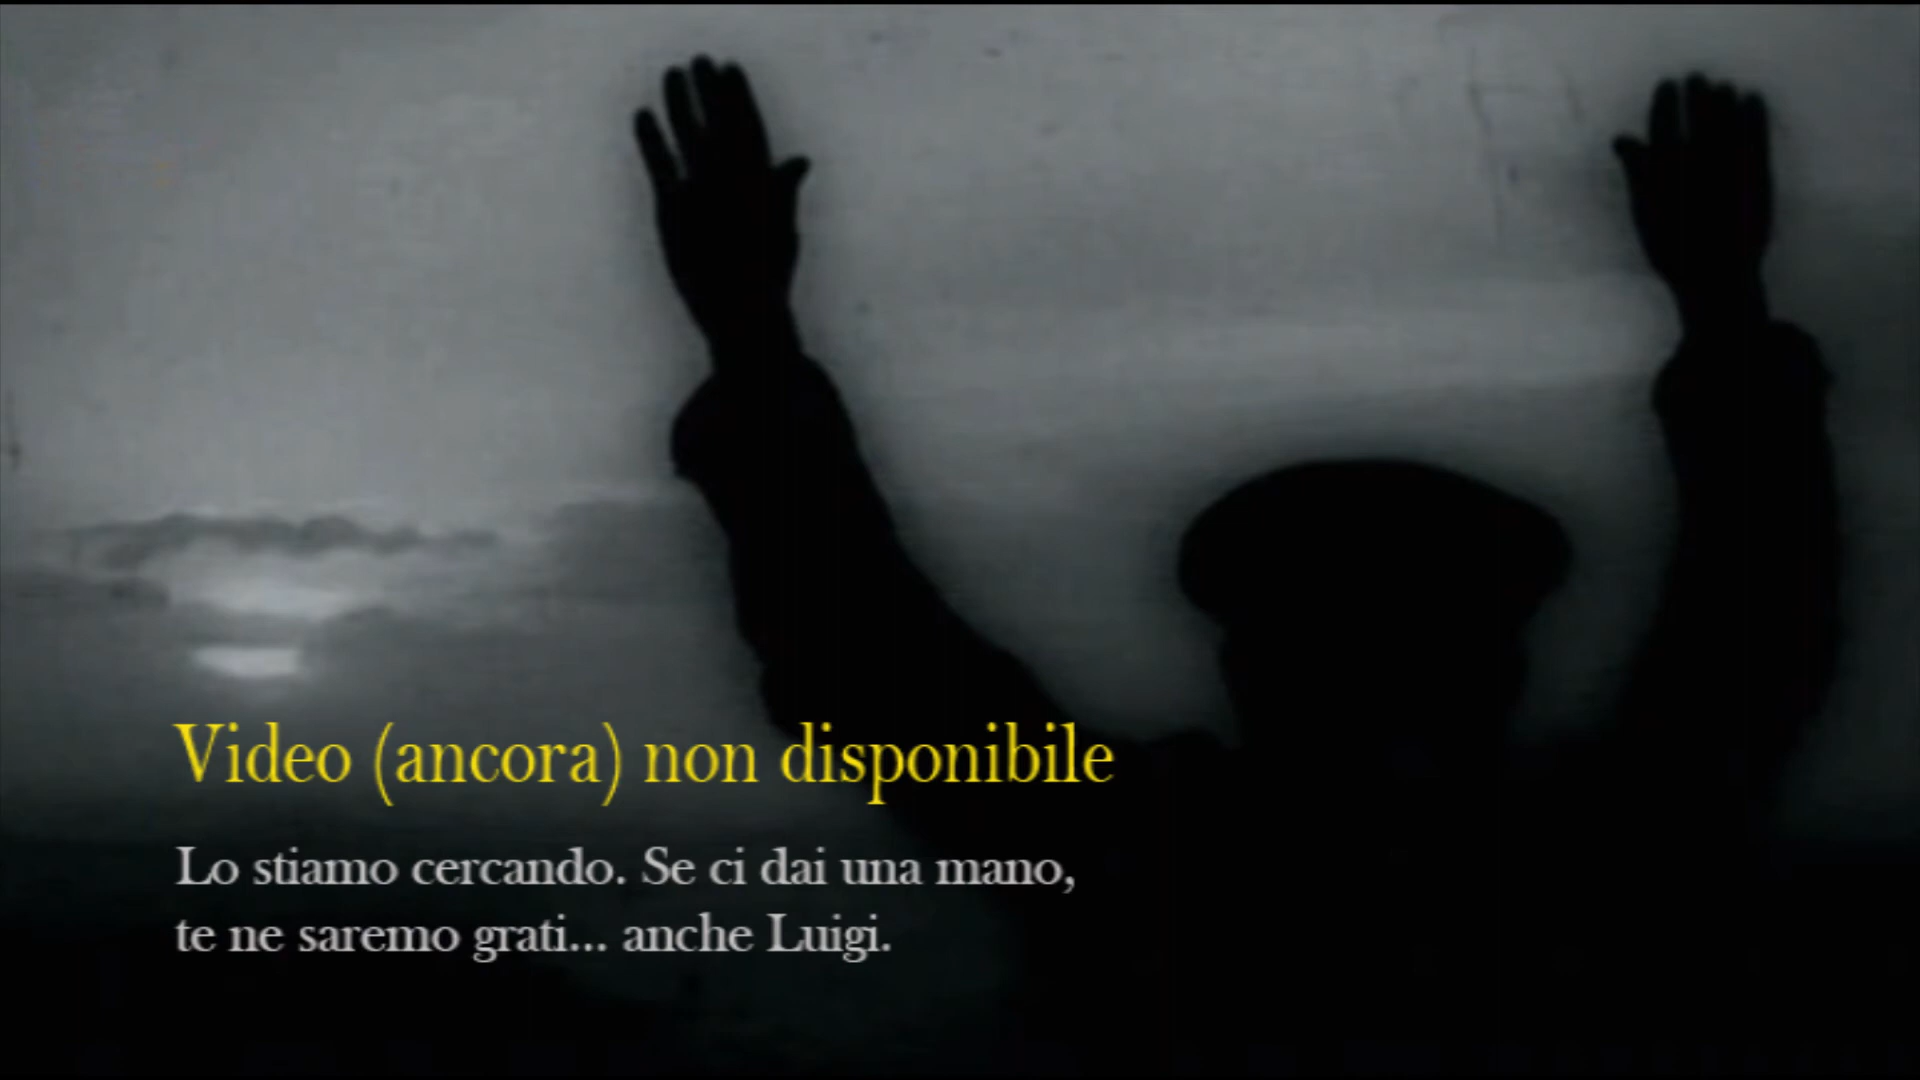 Video (ancora) non disponibile
Lo stiamo cercando. Se ci dai una mano,
te ne saremo grati... anche Luigi.